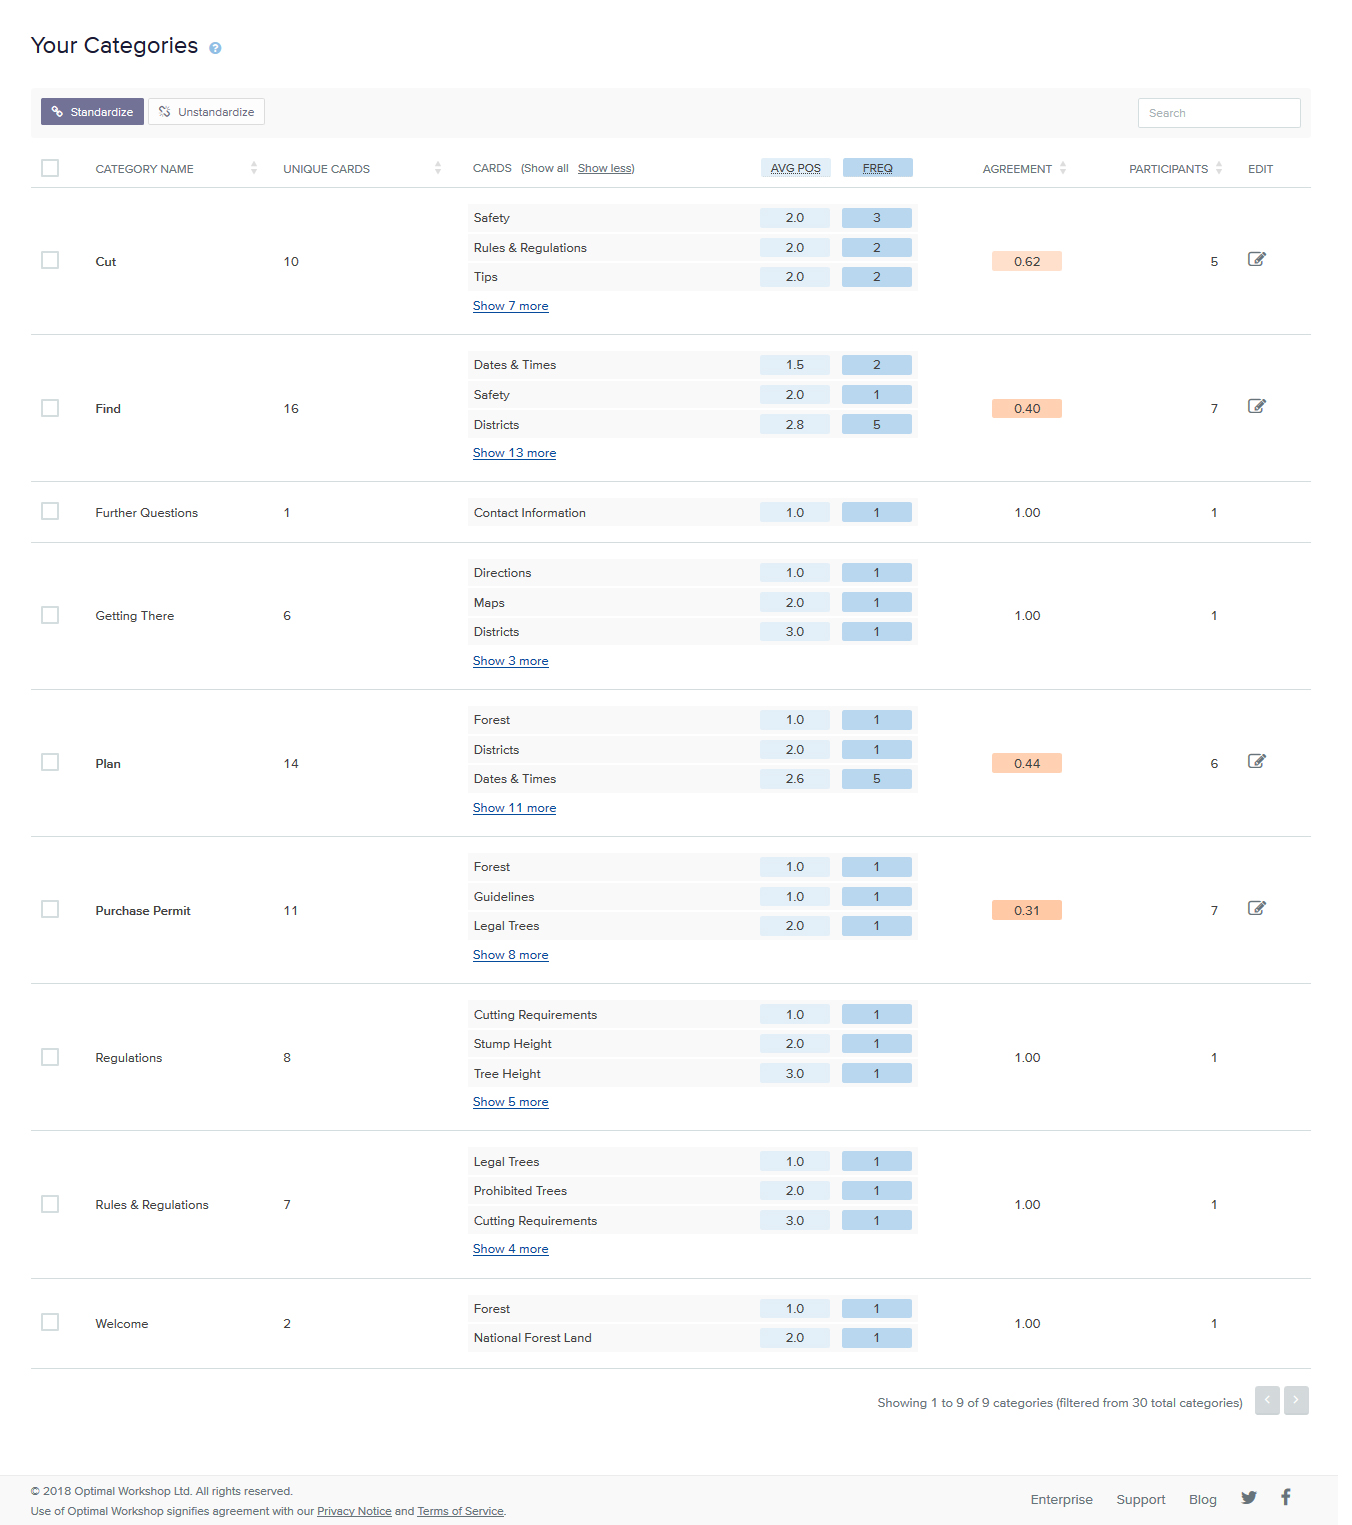 Your Categories ?
Standardize Unstandardize Search
CATEGORY NAME UNIQUE CARDS CARDS (Show all Show less) AVG POS FREQ AGREEMENT PARTICIPANTS EDIT
Safety 2.0 3
Rules & Regulations 2.0 2
Cut 10 0.62 5
Tips 2.0 2
Show 7 more
Dates & Times 1.5 2
Safety 2.0 1
Find 16 0.40 7
Districts 2.8 5
Show 13 more
Further Questions 1 Contact Information 1.0 1 1.00 1
Directions 1.0 1
Maps 2.0 1
Getting There 6 1.00 1
Districts 3.0 1
Show 3 more
Forest 1.0 1
Districts 2.0 1
Plan 14 0.44 6
Dates & Times 2.6 5
Show 11 more
Forest 1.0 1
Guidelines 1.0 1
Purchase Permit 11 0.31 7
Legal Trees 2.0 1
Show 8 more
Cutting Requirements 1.0 1
Stump Height 2.0 1
Regulations 8 1.00 1
Tree Height 3.0 1
Show 5 more
Legal Trees 1.0 1
Prohibited Trees 2.0 1
Rules & Regulations 7 1.00 1
Cutting Requirements 3.0 1
Show 4 more
Forest 1.0 1
Welcome 2 1.00 1
National Forest Land 2.0 1
Showing 1 to 9 of 9 categories (filtered from 30 total categories)
© 2018 Optimal Workshop Ltd. All rights reserved.
Enterprise Support Blog
Use of Optimal Workshop signifies agreement with our Privacy Notice and Terms of Service.